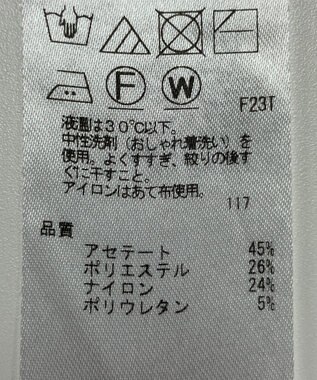 F W
F23T
液温は30℃以下。
中性洗剤（おしゃれ着洗い）を
使用。よくすすぎ、絞りの後す
ぐに干すこと。
アイロンはあて布使用。
117
品質
アセテート 45%
ポリエステル 26%
ナイロン 24%
ポリウレタン 5%